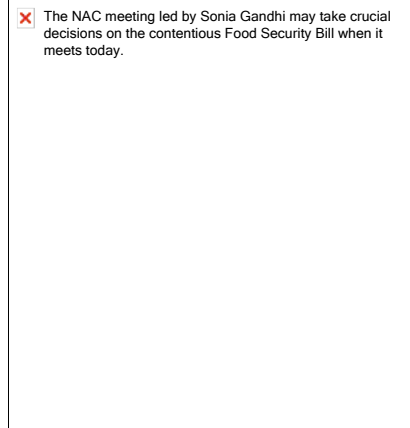 The NAC meeting led by Sonia Gandhi may take crucial
decisions on the contentious Food Security Bill when it
meets today.